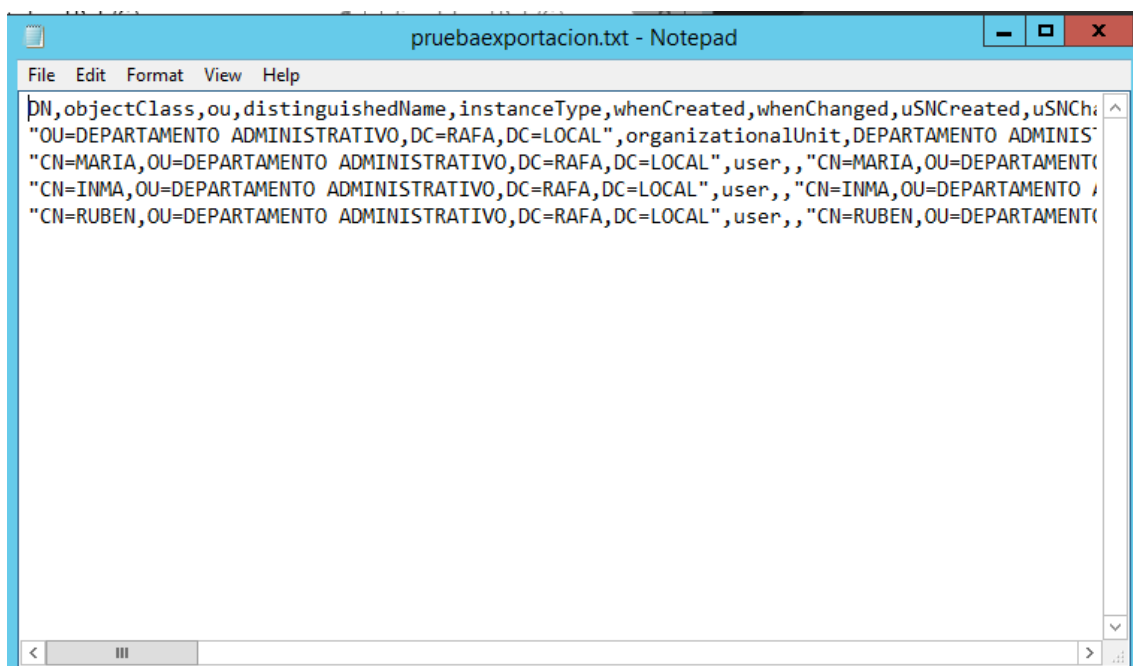 pruebaexportacion.txt - Notepad
File Edit Format View Help
DN,objectClass,ou,distinguishedName,instanceType,whenCreated,whenChanged,uSNCreated,uSNCha
"OU=DEPARTAMENTO ADMINISTRATIVO,DC=RAFA,DC=LOCAL",organizationalUnit,DEPARTAMENTO ADMINIST
"CN=MARIA,OU=DEPARTAMENTO ADMINISTRATIVO,DC=RAFA,DC=LOCAL",user,,"CN=MARIA,OU=DEPARTAMENTO
"CN=INMA,OU=DEPARTAMENTO ADMINISTRATIVO,DC=RAFA,DC=LOCAL",user,,"CN=INMA,OU=DEPARTAMENTO
"CN=RUBEN,OU=DEPARTAMENTO ADMINISTRATIVO,DC=RAFA,DC=LOCAL",user,,"CN=RUBEN,OU=DEPARTAMENTO